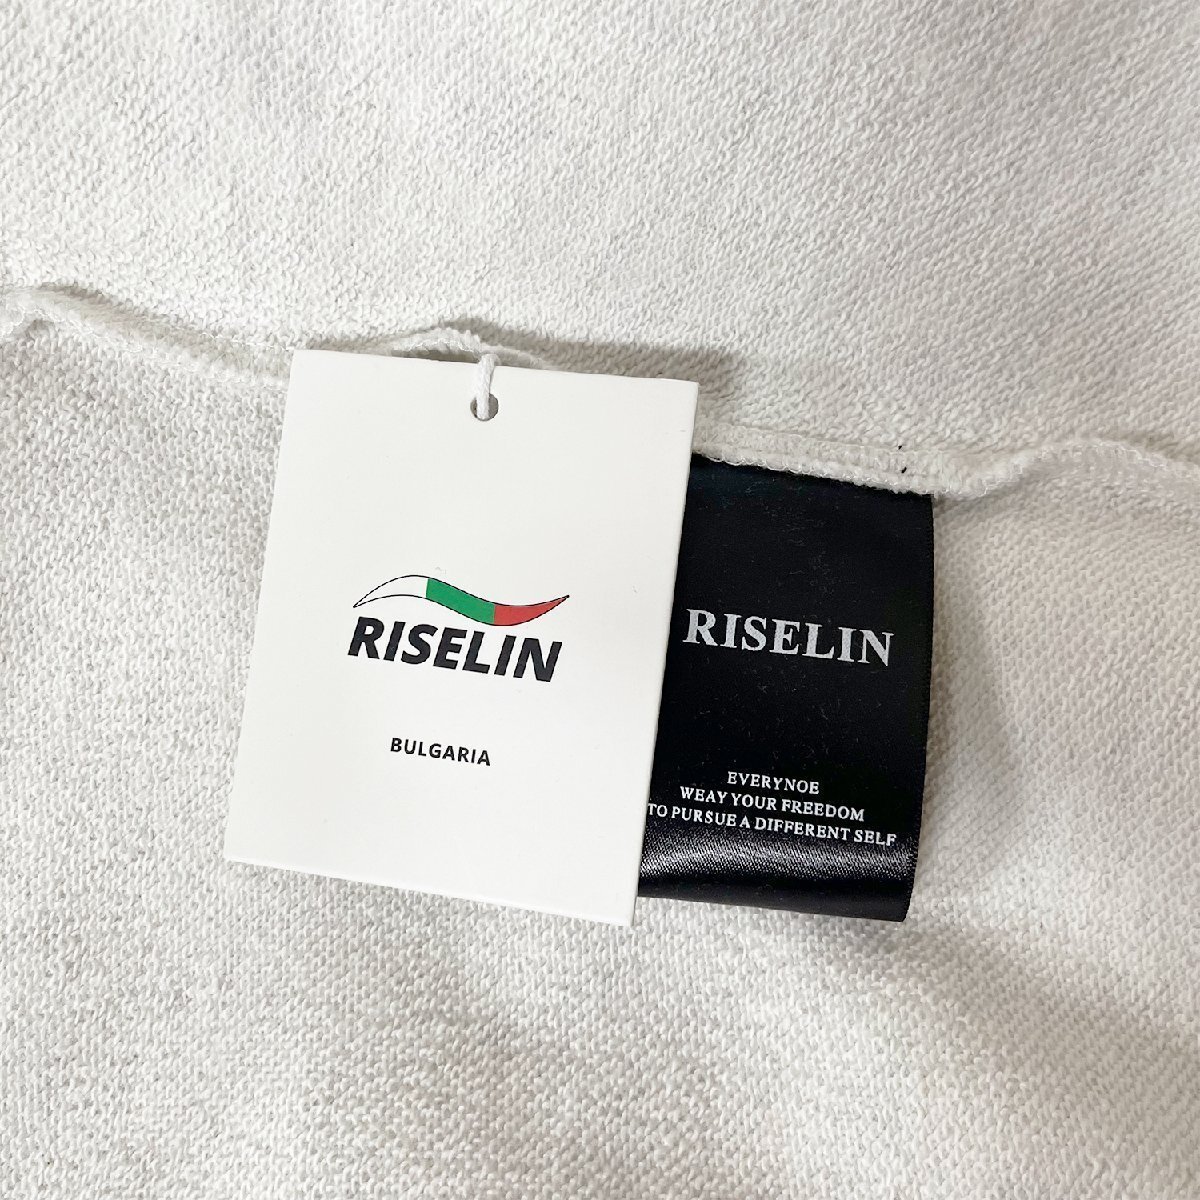 RISELIN
BULGARIA
RISELIN
EVERYNOE
WEAY YOUR FREEDOM
TO PURSUE A DIFFERENT SELF